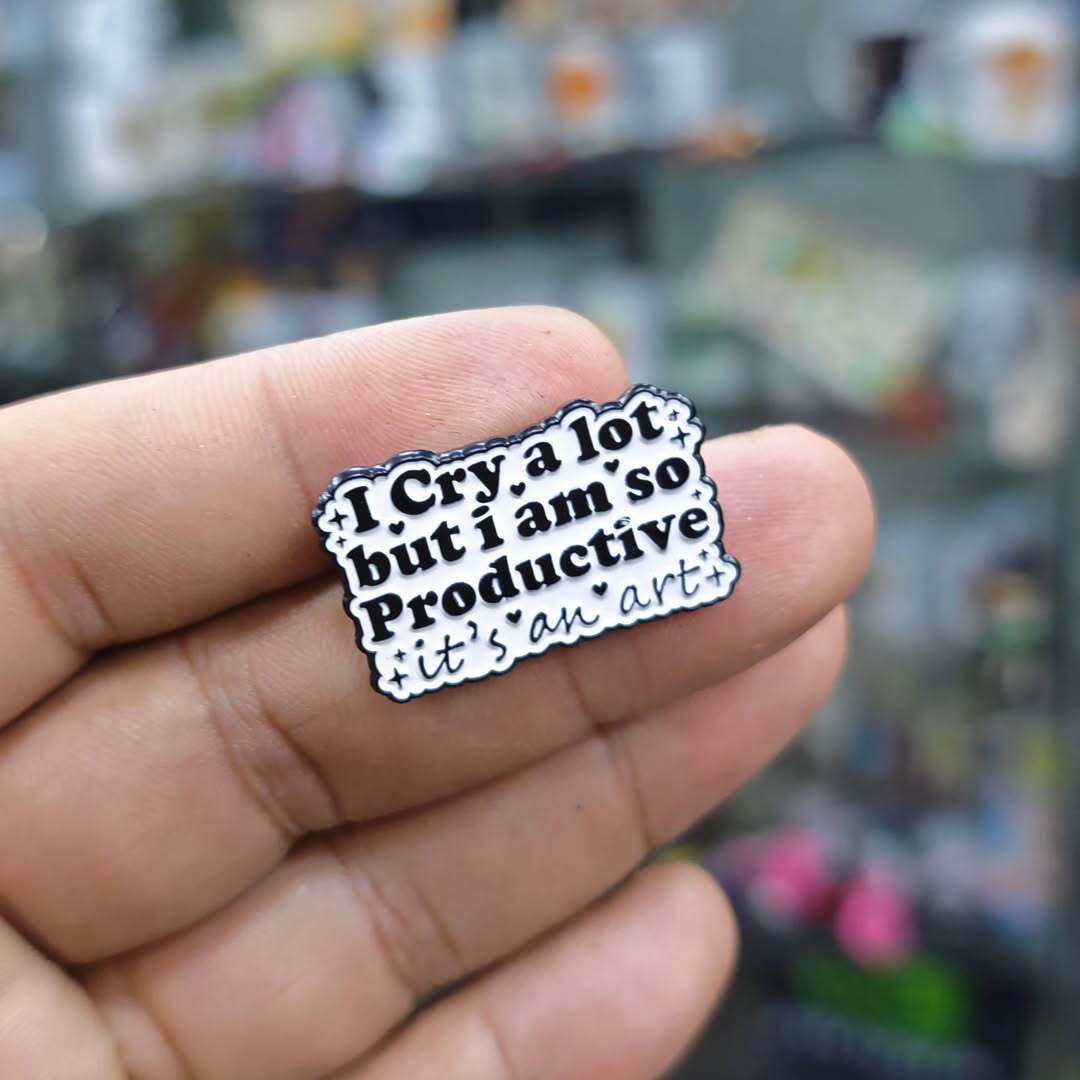 I Cry a lot
but i am so
Productive
it's an art